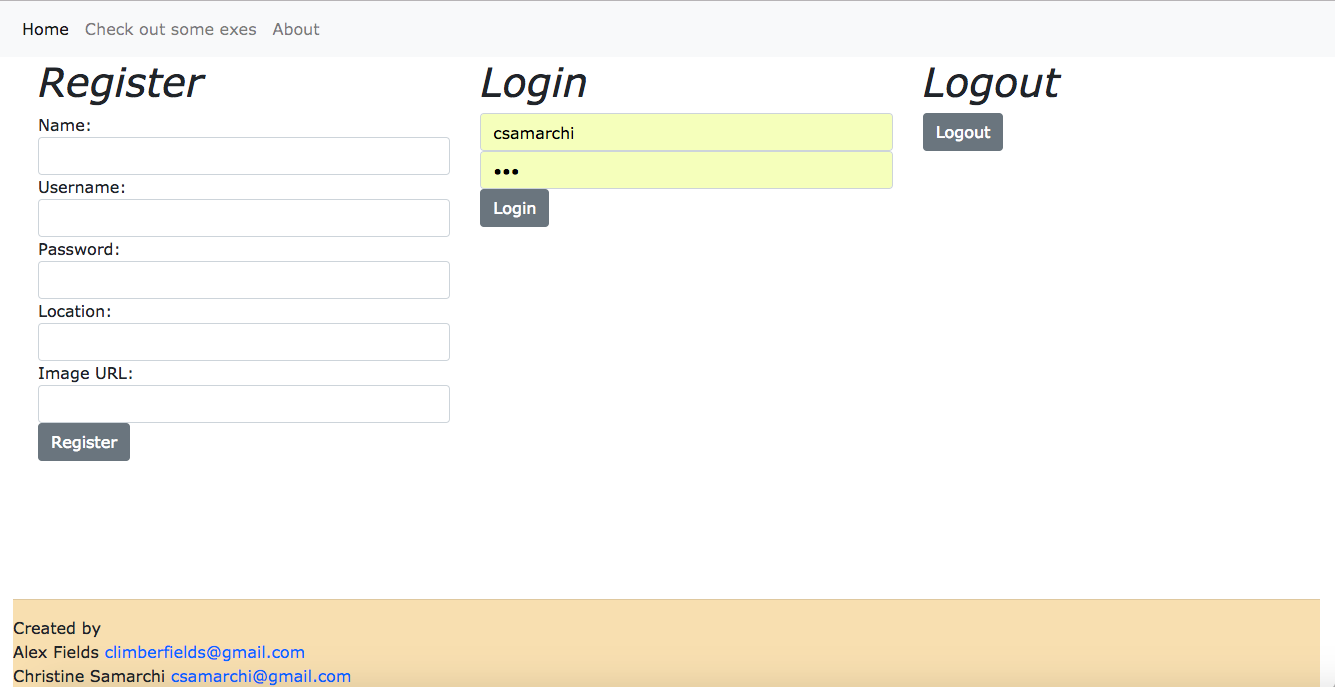 Home Check out some exes About
Register
Name:
Username:
Password:
Location:
Image URL:
Register
Login
csamarchi
•••
Login
Logout
Logout
Created by
Alex Fields climberfields@gmail.com
Christine Samarchi csamarchi@gmail.com